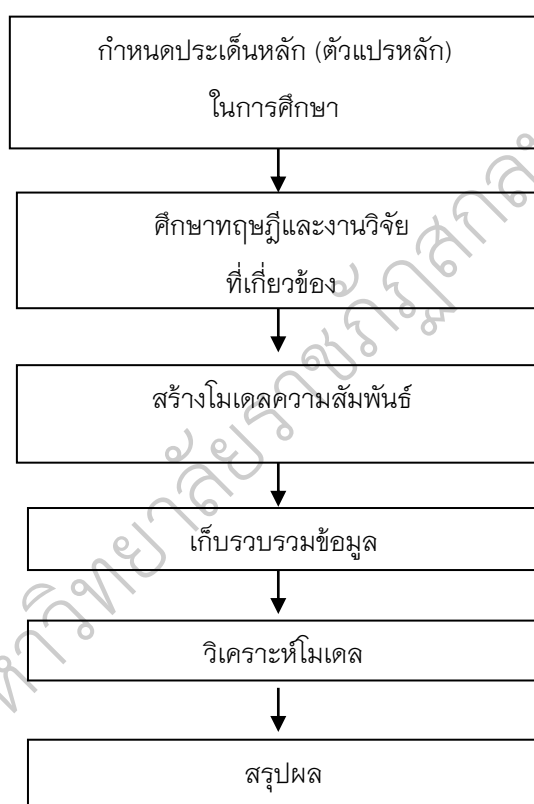 กำหนดประเด็นหลัก (ตัวแปรหลัก)
ในการศึกษา
ศึกษาทฤษฎีและงานวิจัย
ที่เกี่ยวข้อง
สร้างโมเดลความสัมพันธ์
เก็บรวบรวมข้อมูล
วิเคราะห์โมเดล
สรุปผล